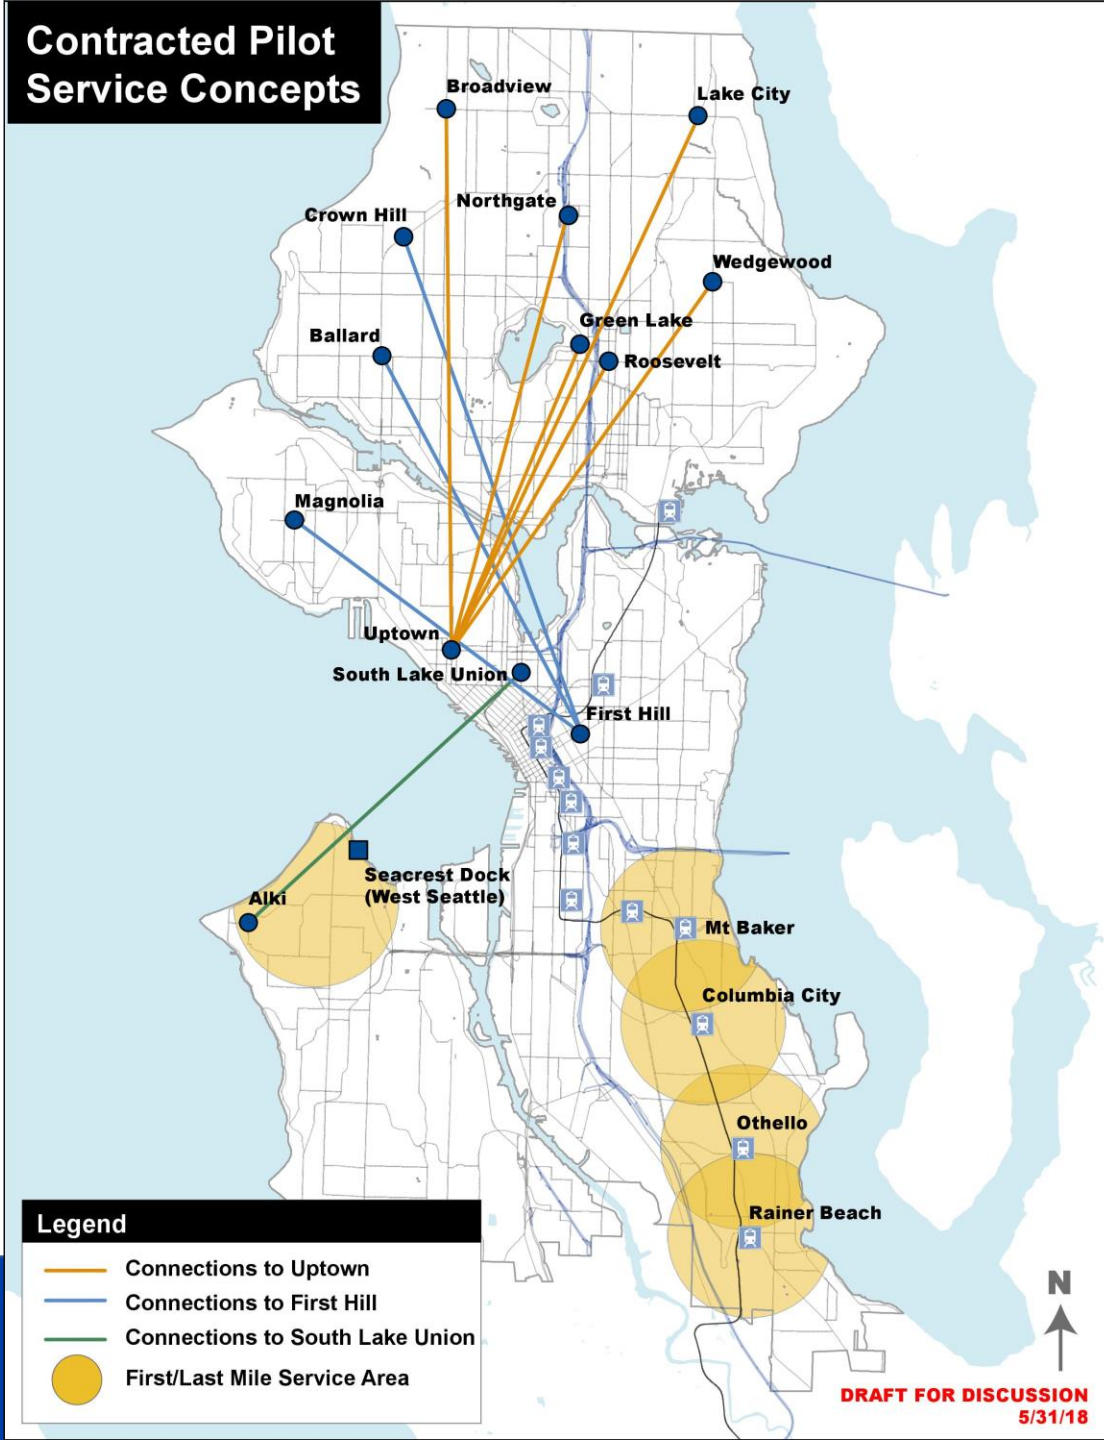 Contracted Pilot
Service Concepts
Broadview
Lake City
Northgate
Crown Hill
Wedgewood
Green Lake
Ballard
Roosevelt
Magnolia
Uptown
South Lake Union
First Hill
Seacrest Dock
(West Seattle)
Alki
Mt Baker
Columbia City
Othello
Rainer Beach
Legend
Connections to Uptown
Connections to First Hill
Connections to South Lake Union
First/Last Mile Service Area
N
DRAFT FOR DISCUSSION
5/31/18